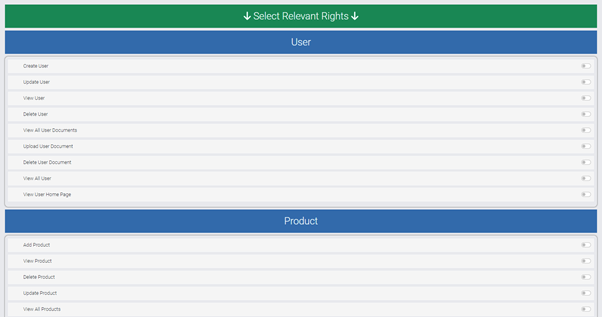 Select Relevant Rights
User
Create User
Update User
View User
Delete User
View All User Documents
Upload User Document
Delete User Document
View All User
View User Home Page
Product
Add Product
View Product
Delete Product
Update Product
View All Products